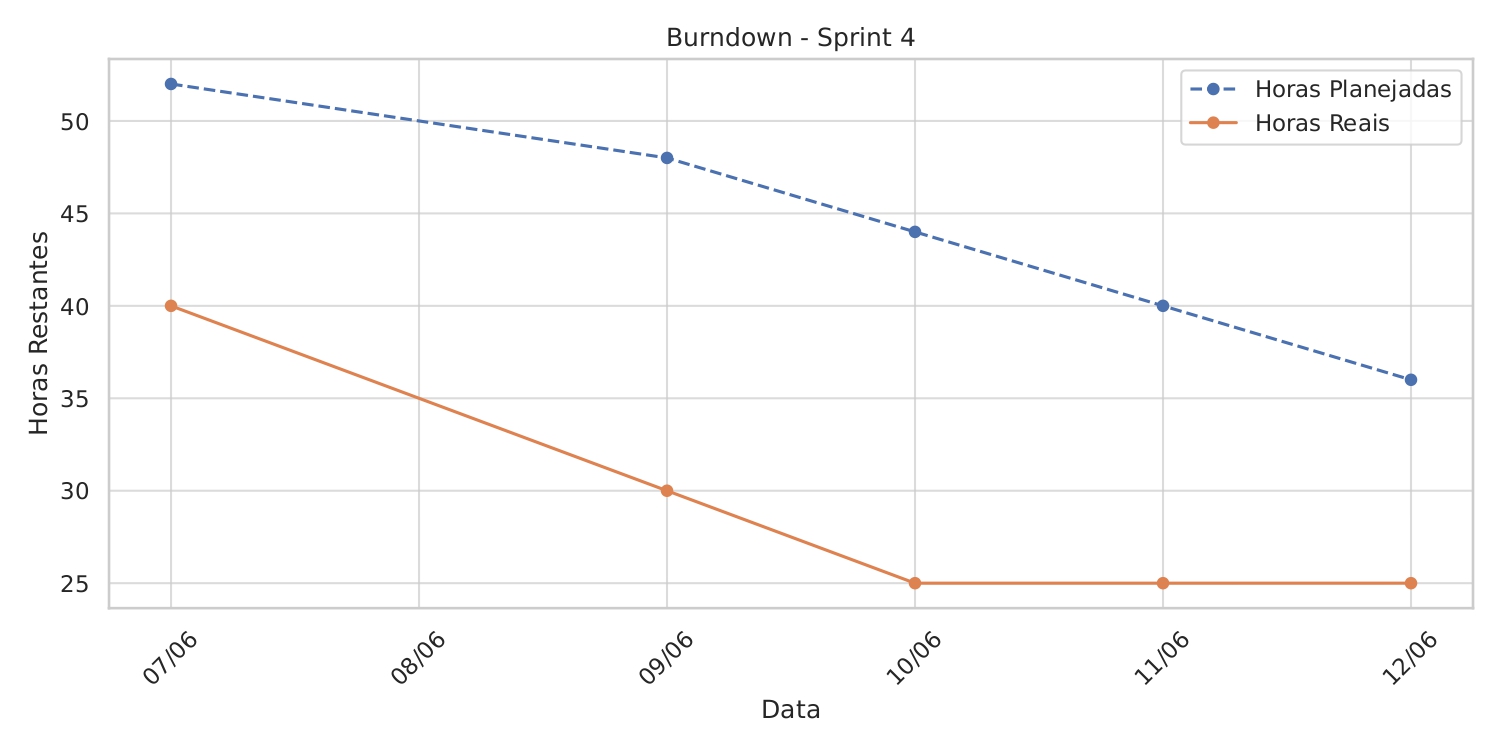 Burndown - Sprint 4
Horas Planejadas
Horas Reais
Horas Restantes
50
45
40
35
30
25
07/06
08/06
09/06
10/06
11/06
12/06
Data